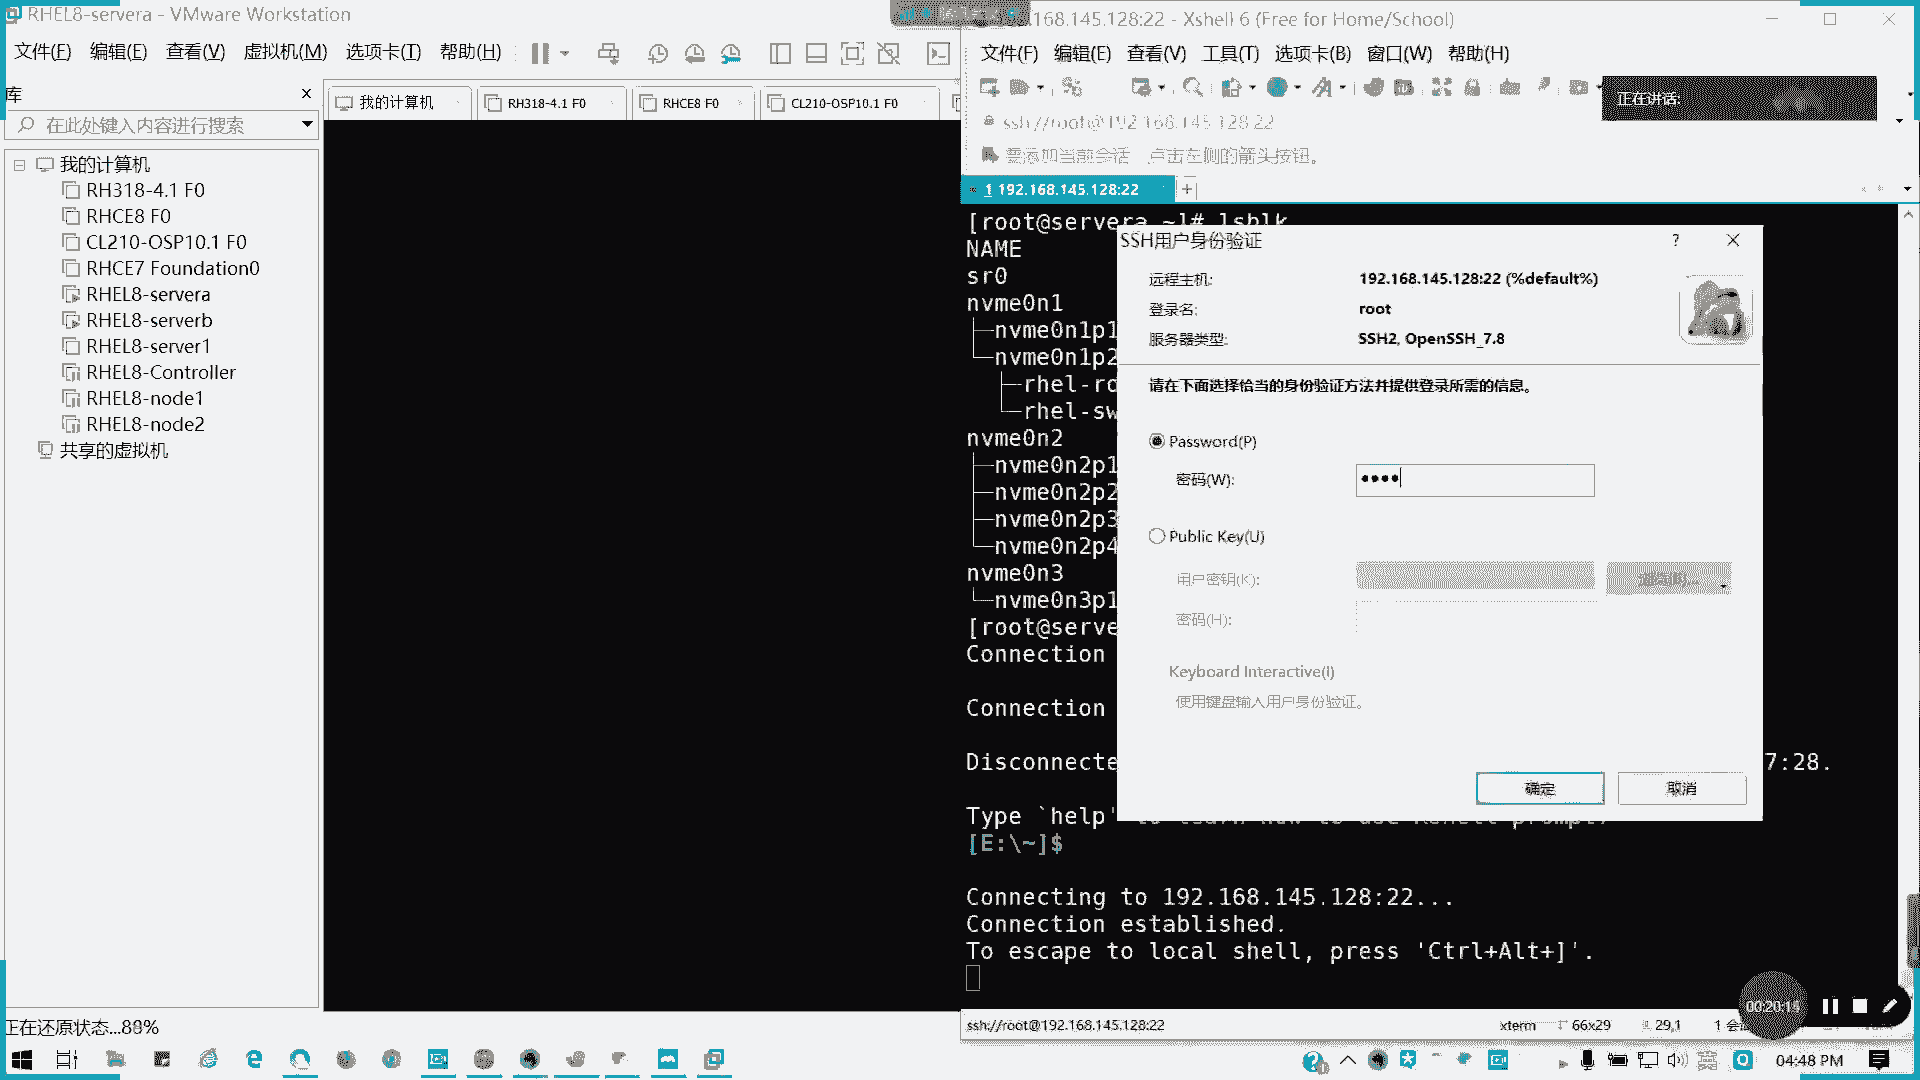 RHEL8-servera - VMware Workstation
文件(F) 编辑(E) 查看(V) 虚拟机(M) 选项卡(T) 帮助(H)
库
在此处键入内容进行搜索
我的计算机
RH318-4.1 F0
RHCE8 F0
CL210-OSP10.1 F0
RHCE7 Foundation0
RHEL8-servera
RHEL8-serverb
RHEL8-server1
RHEL8-Controller
RHEL8-node1
RHEL8-node2
共享的虚拟机
我的计算机 RH318-4.1 F0 RHCE8 F0 CL210-OSP10.1 F0
正在还原状态...88%
168.145.128:22 - Xshell 6 (Free for Home/School)
文件(F) 编辑(E) 查看(V) 工具(T) 选项卡(B) 窗口(W) 帮助(H)
正在讲话:
ssh://root@192.168.145.128:22
要添加当前会话，点击左侧的箭头按钮。
1 192.168.145.128:22
[root@servera ~]# lsblk
NAME
sr0
nvme0n1
├─nvme0n1p1
└─nvme0n1p2
├─rhel-ro
└─rhel-sw
nvme0n2
├─nvme0n2p1
├─nvme0n2p2
├─nvme0n2p3
└─nvme0n2p4
nvme0n3
└─nvme0n3p1
[root@serve
Connection
Connection
Disconnecte 7:28.
Type `help' to learn how to use Xshell prompt.
[E:\~]$
Connecting to 192.168.145.128:22...
Connection established.
To escape to local shell, press 'Ctrl+Alt+]'.
SSH用户身份验证
远程主机: 192.168.145.128:22 (%default%)
登录名: root
服务器类型: SSH2, OpenSSH_7.8
请在下面选择恰当的身份验证方法并提供登录所需的信息。
Password(P)
密码(W): ••••
Public Key(U)
用户密钥(K):
密码(H):
Keyboard Interactive(I)
使用键盘输入用户身份验证。
确定 取消
00:20:14
ssh://root@192.168.145.128:22 xterm 66x29 29,1 1 会
04:48 PM